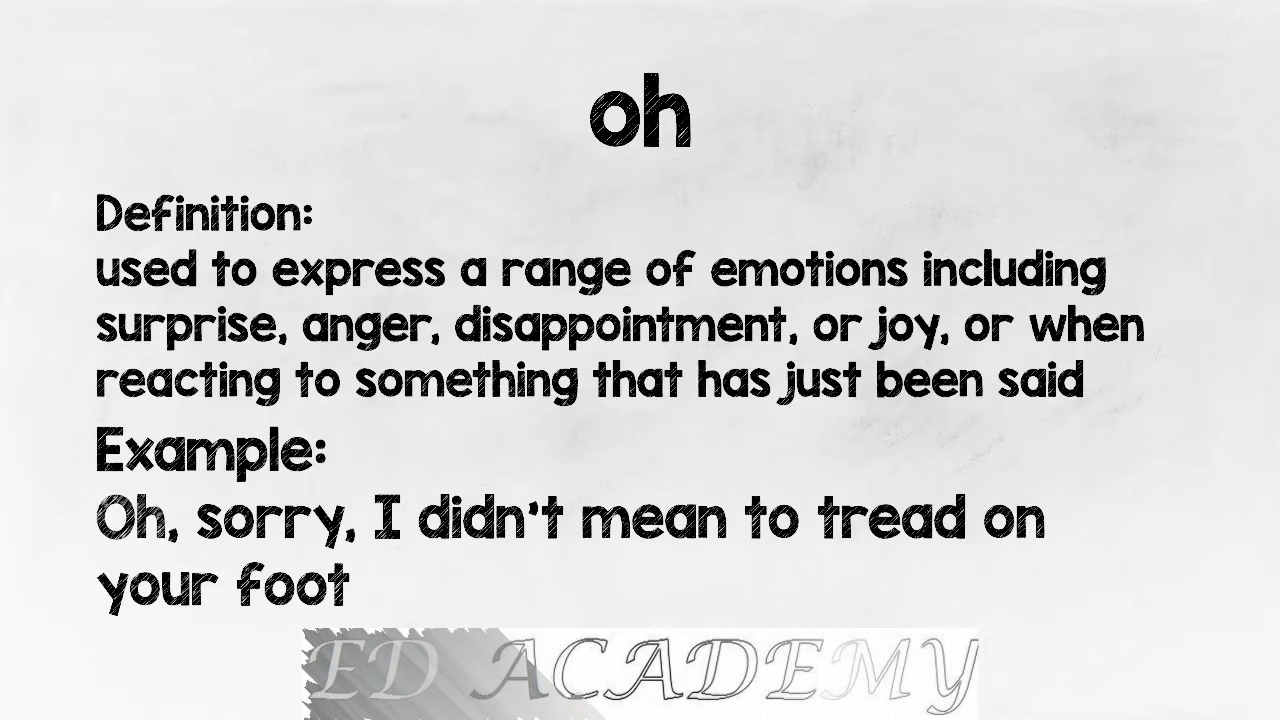 oh
Definition:
used to express a range of emotions including
surprise, anger, disappointment, or joy, or when
reacting to something that has just been said
Example:
Oh, sorry, I didn't mean to tread on
your foot
ED ACADEMY